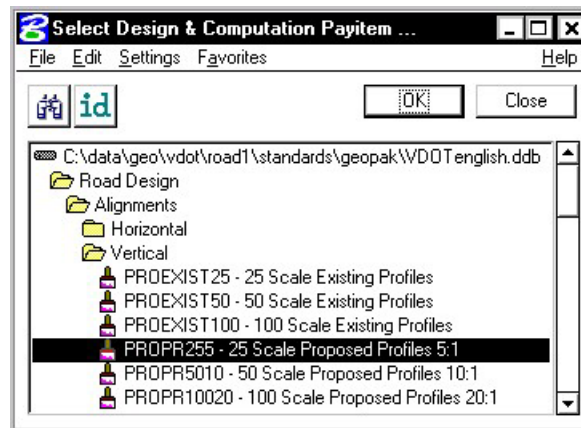 Select Design & Computation Payitem ...
File Edit Settings Favorites Help
id OK Close
C:\data\geo\vdot\road1\standards\geopak\VDOTenglish.ddb
Road Design
Alignments
Horizontal
Vertical
PROEXIST25 - 25 Scale Existing Profiles
PROEXIST50 - 50 Scale Existing Profiles
PROEXIST100 - 100 Scale Existing Profiles
PROPR255 - 25 Scale Proposed Profiles 5:1
PROPR5010 - 50 Scale Proposed Profiles 10:1
PROPR10020 - 100 Scale Proposed Profiles 20:1